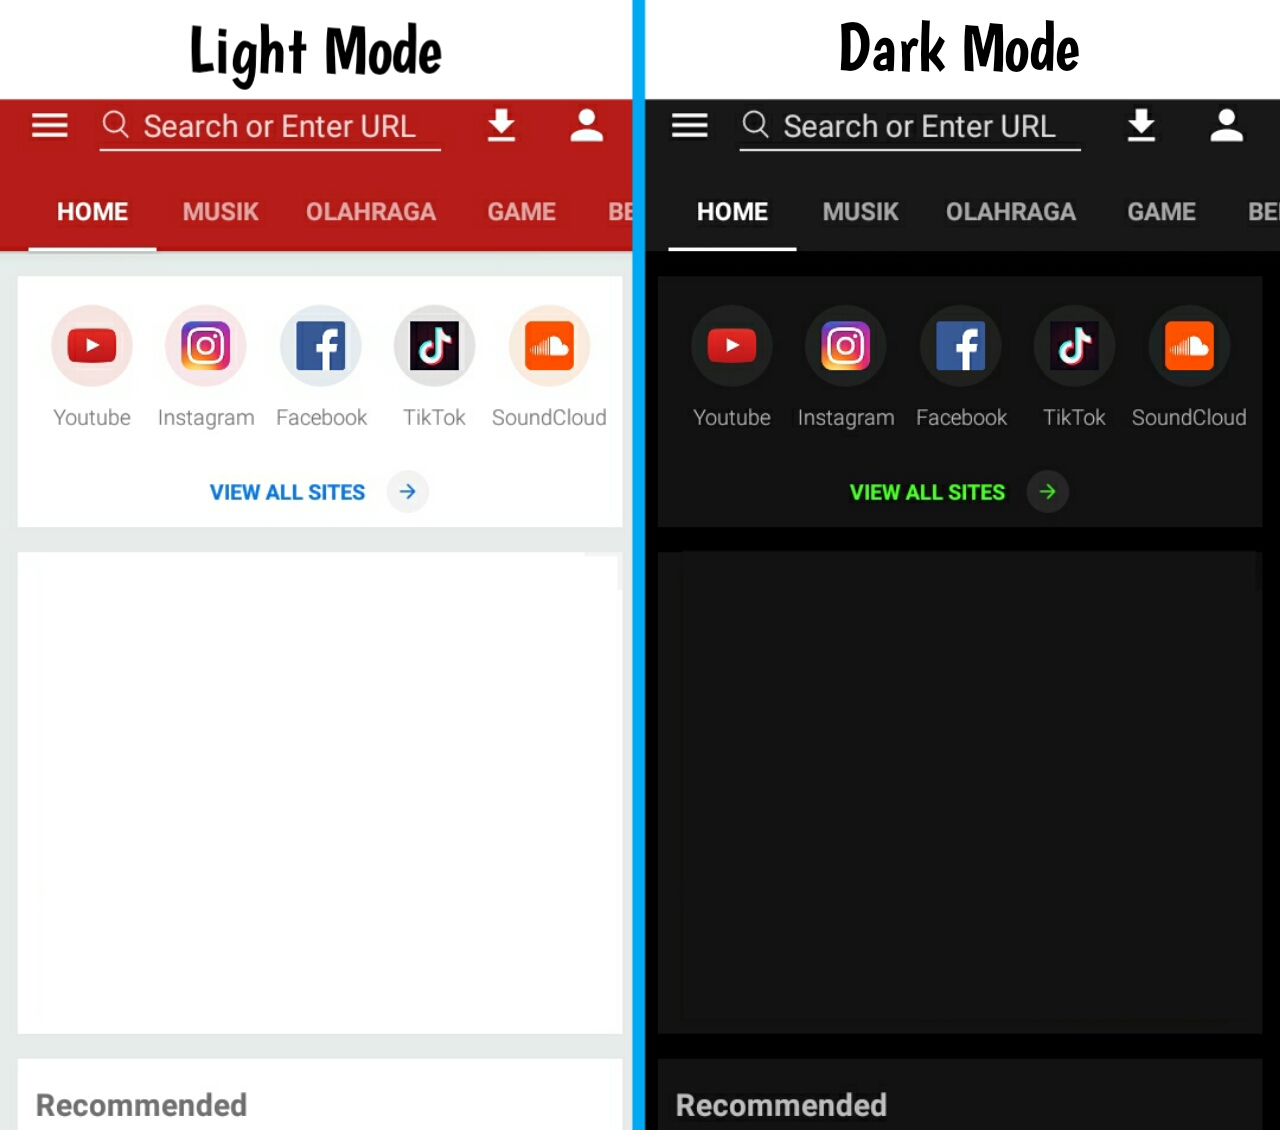 Light Mode
Search or Enter URL
HOME MUSIK OLAHRAGA GAME BE
Youtube Instagram Facebook TikTok SoundCloud
VIEW ALL SITES
Recommended
Dark Mode
Search or Enter URL
HOME MUSIK OLAHRAGA GAME BE
Youtube Instagram Facebook TikTok SoundCloud
VIEW ALL SITES
Recommended